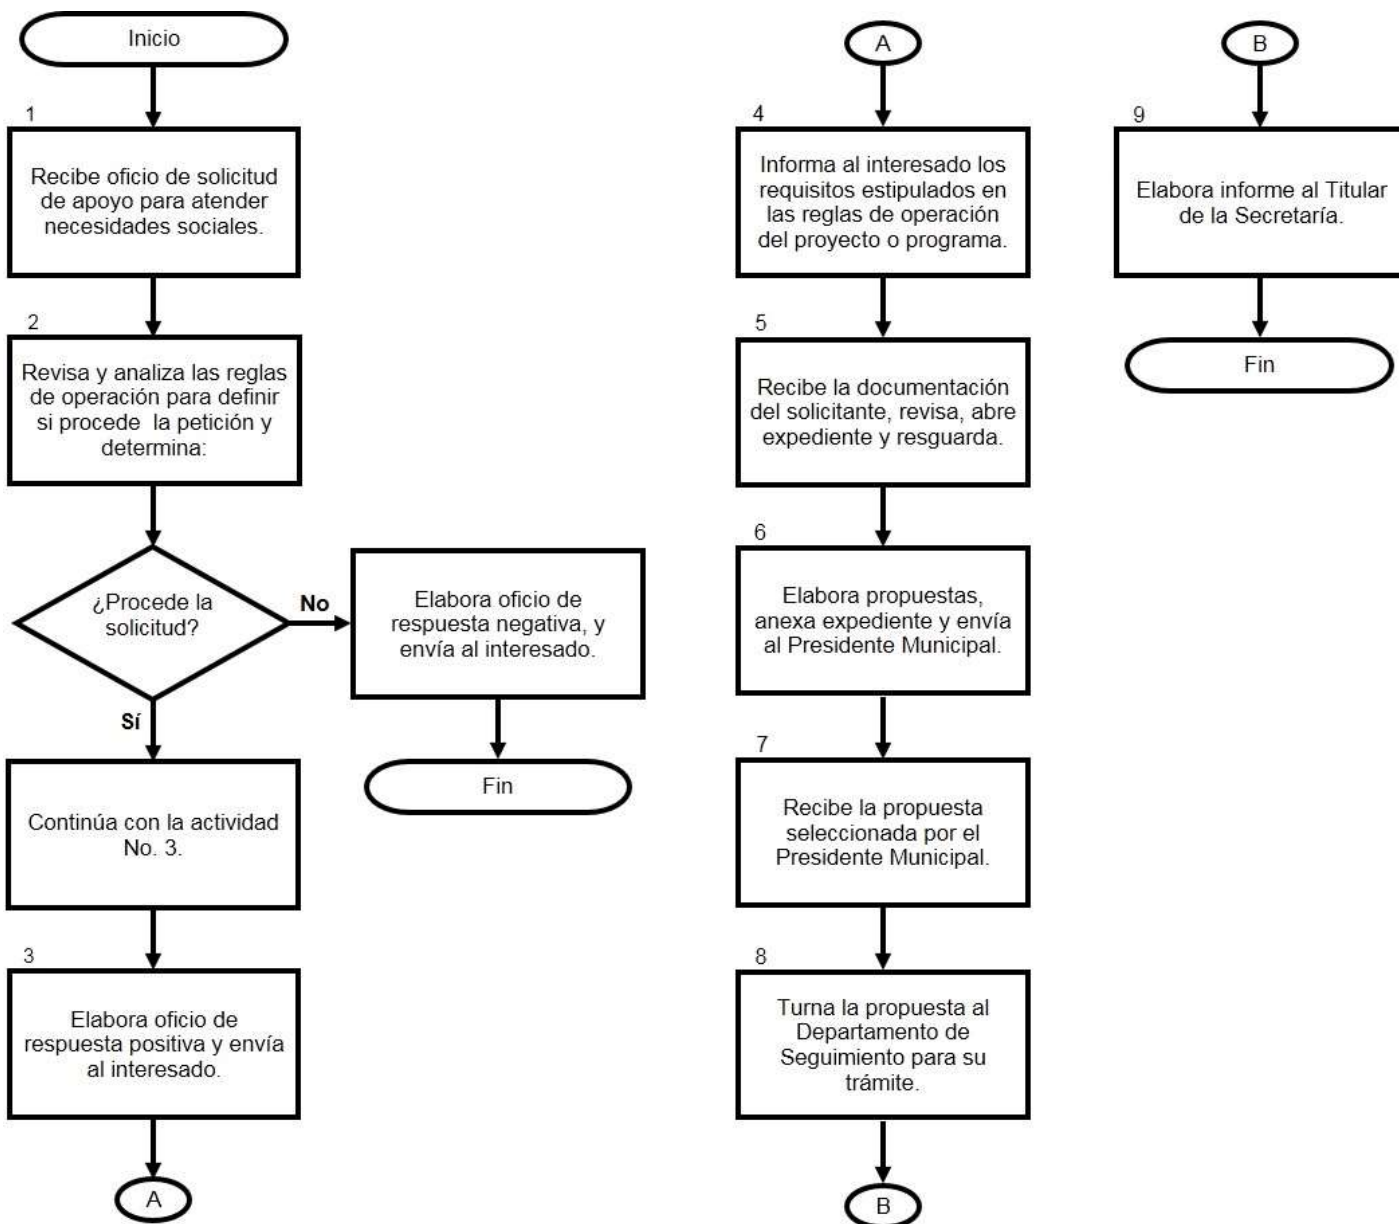 Inicio
1
Recibe oficio de solicitud
de apoyo para atender
necesidades sociales.
2
Revisa y analiza las reglas
de operación para definir
si procede la petición y
determina:
¿Procede la
solicitud?
No
Elabora oficio de
respuesta negativa, y
envía al interesado.
Fin
Sí
Continúa con la actividad
No. 3.
3
Elabora oficio de
respuesta positiva y envía
al interesado.
A
A
4
Informa al interesado los
requisitos estipulados en
las reglas de operación
del proyecto o programa.
5
Recibe la documentación
del solicitante, revisa, abre
expediente y resguarda.
6
Elabora propuestas,
anexa expediente y envía
al Presidente Municipal.
7
Recibe la propuesta
seleccionada por el
Presidente Municipal.
8
Turna la propuesta al
Departamento de
Seguimiento para su
trámite.
B
B
9
Elabora informe al Titular
de la Secretaría.
Fin